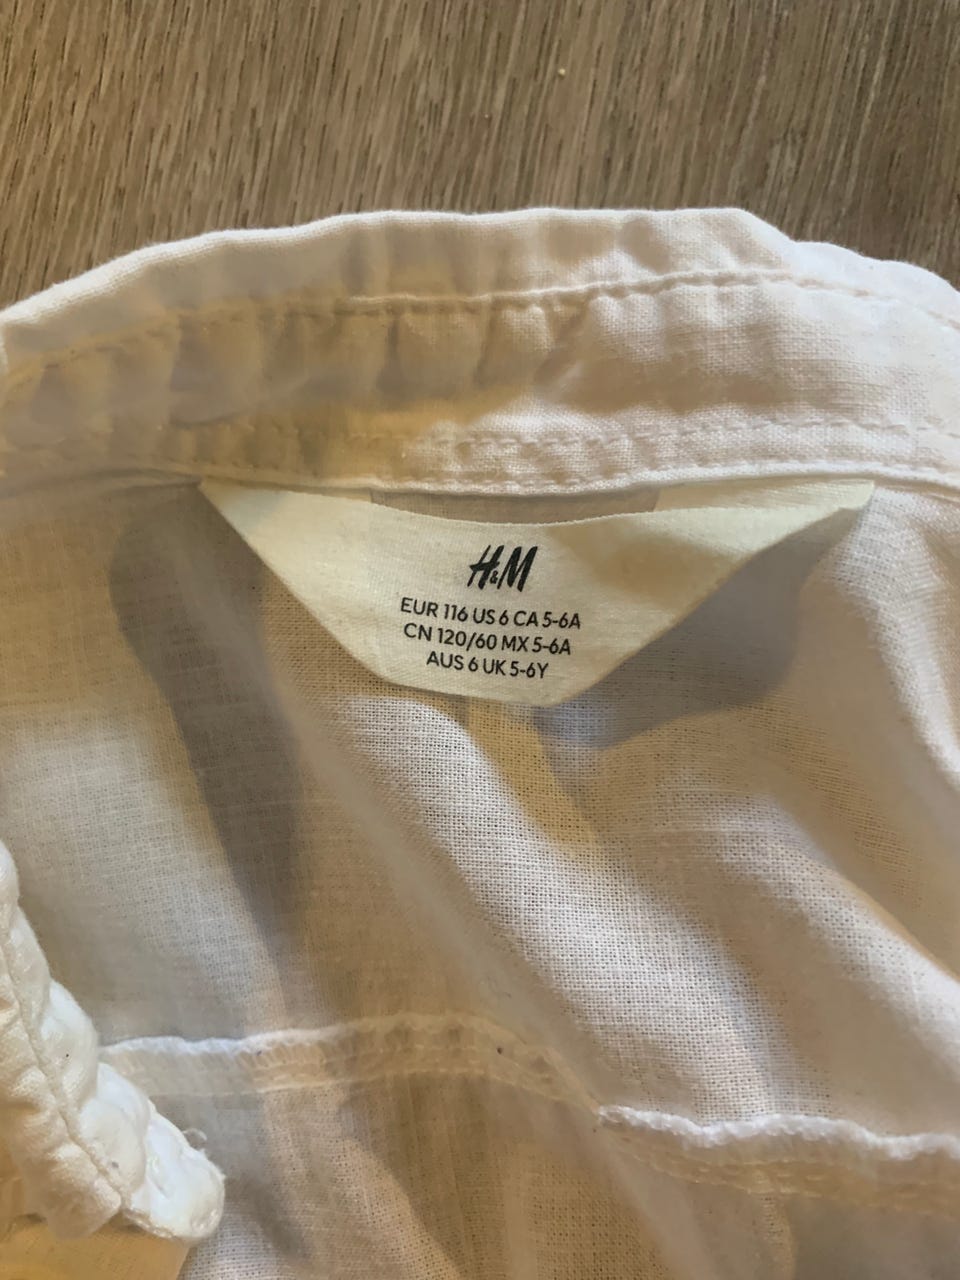 H&M
EUR 116 US 6 CA 5-6A
CN 120/60 MX 5-6A
AUS 6 UK 5-6Y